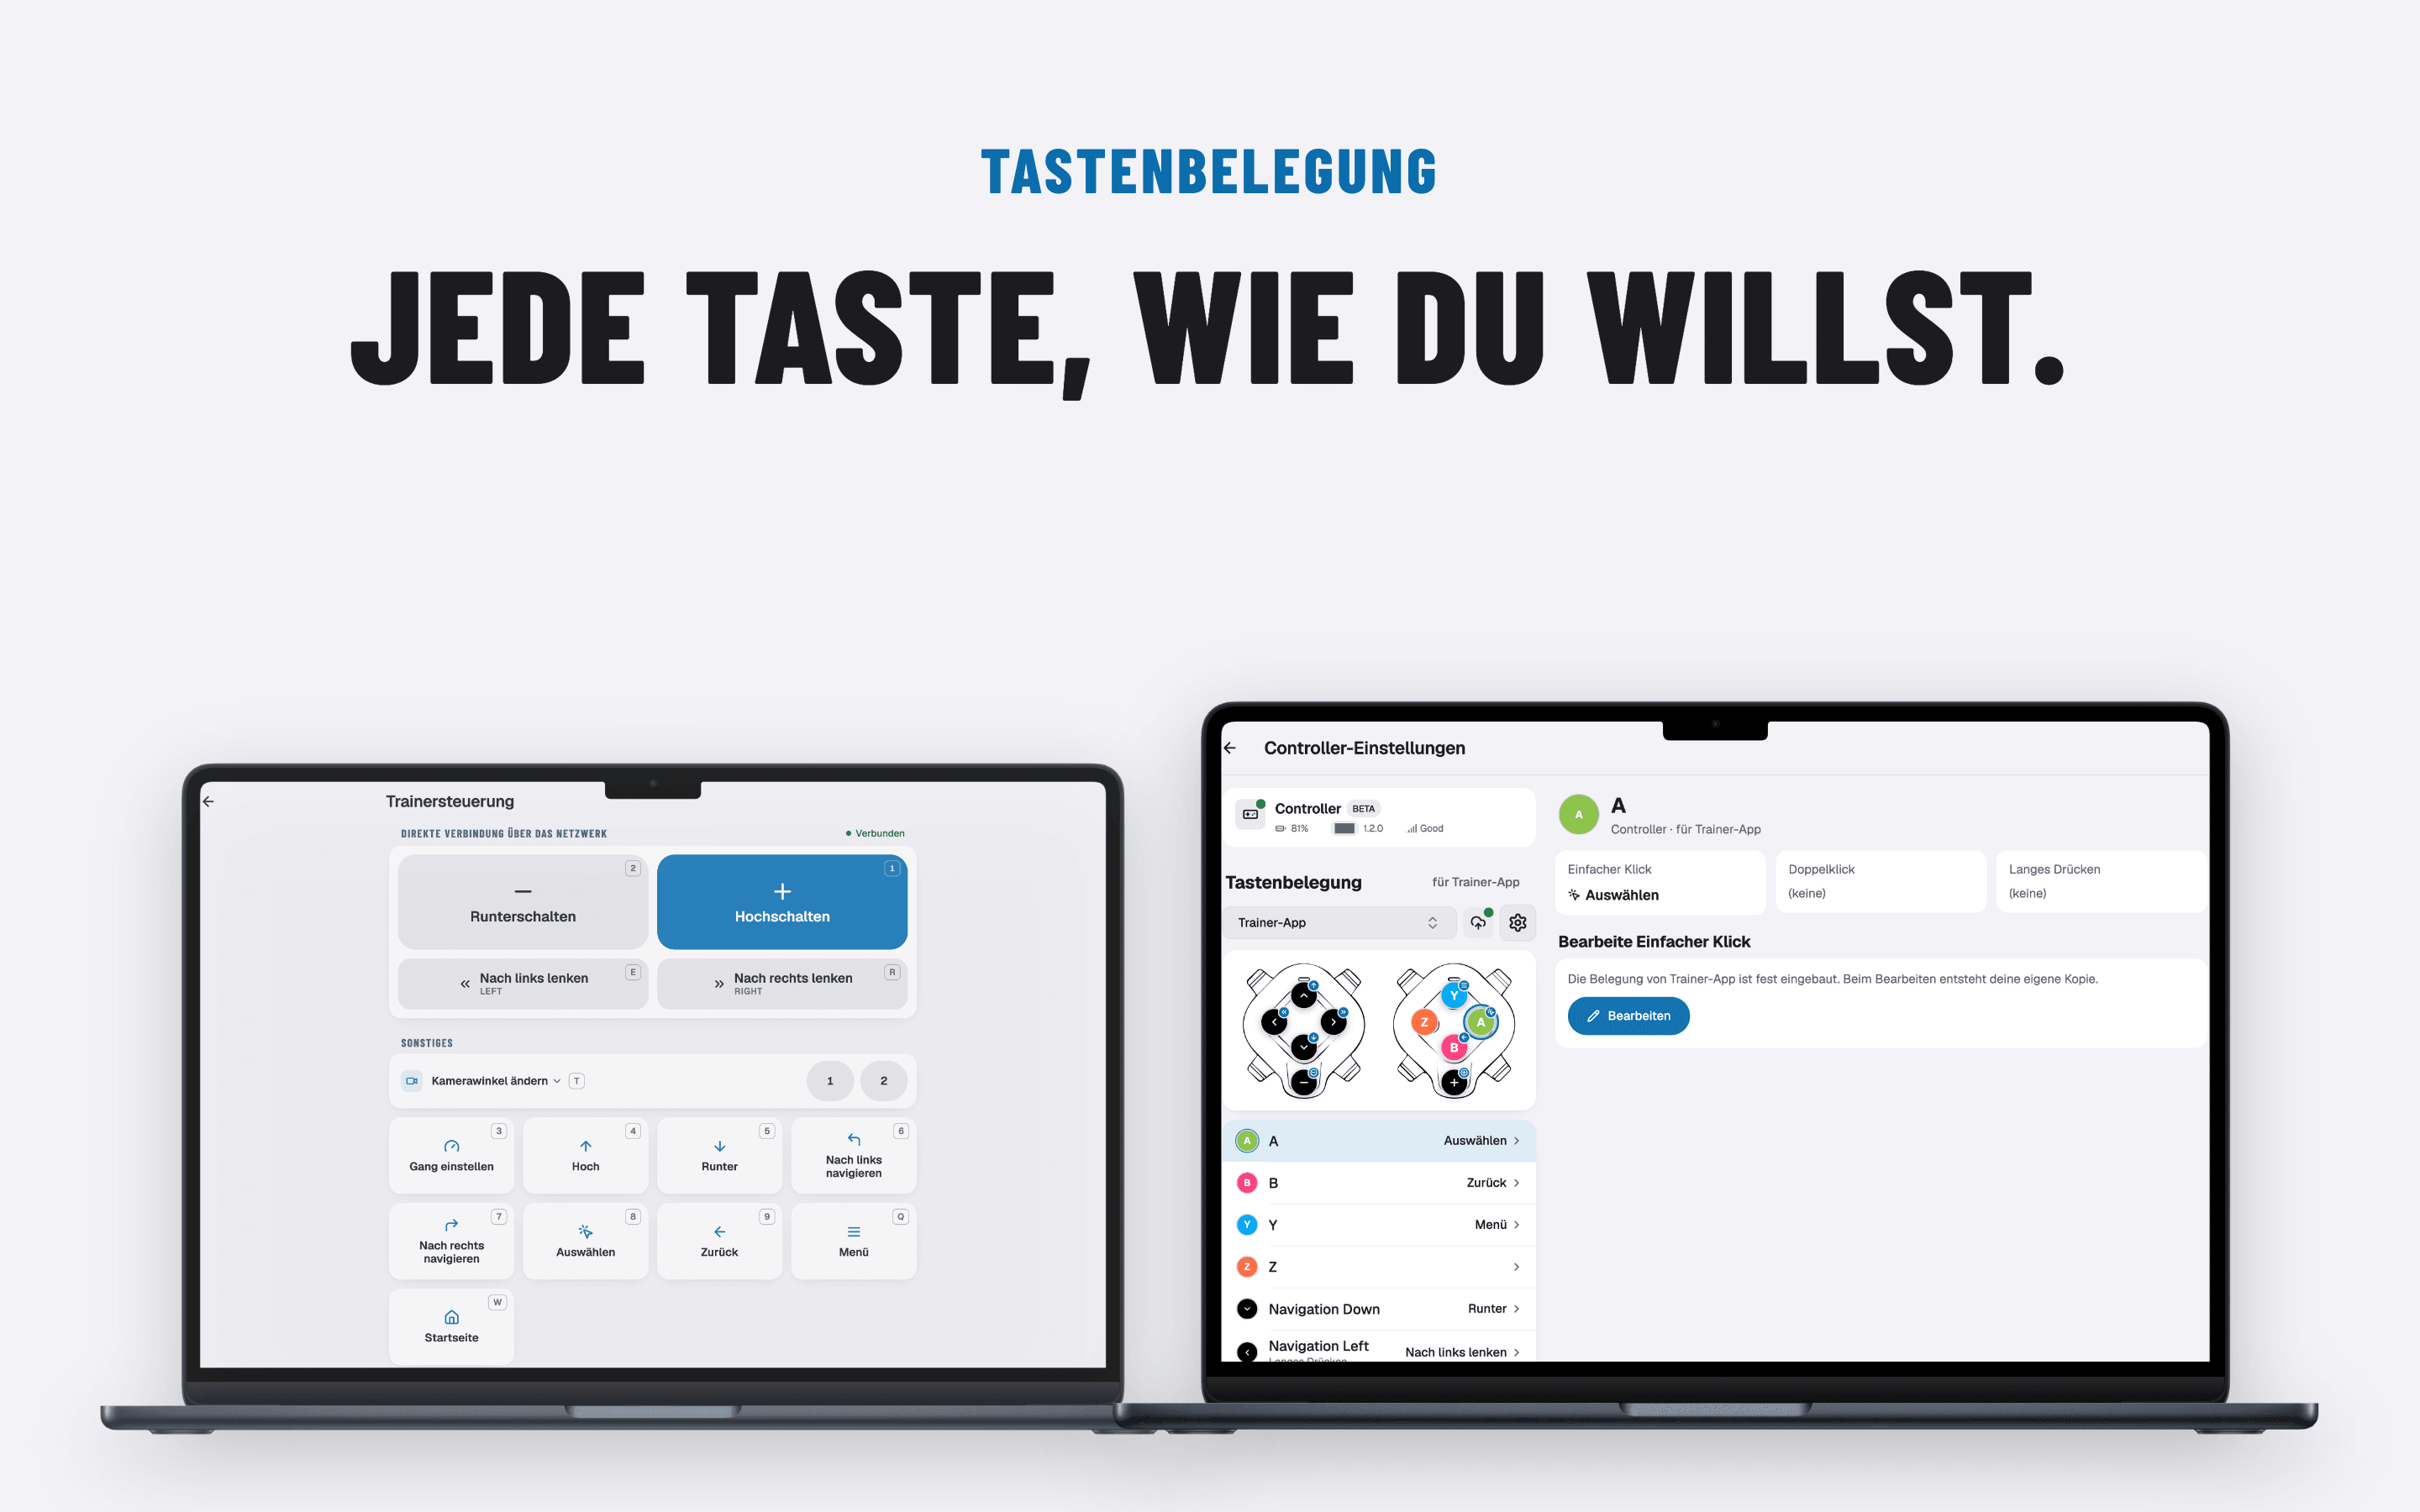 TASTENBELEGUNG
JEDE TASTE, WIE DU WILLST.
Trainersteuerung
DIREKTE VERBINDUNG ÜBER DAS NETZWERK
Verbunden
2
Runterschalten
1
Hochschalten
E
Nach links lenken
LEFT
R
Nach rechts lenken
RIGHT
SONSTIGES
Kamerawinkel ändern T
1
2
3
Gang einstellen
4
Hoch
5
Runter
6
Nach links
navigieren
7
Nach rechts
navigieren
8
Auswählen
9
Zurück
Q
Menü
W
Startseite
Controller-Einstellungen
Controller BETA
81% 1.2.0 Good
Tastenbelegung für Trainer-App
Trainer-App
Y
Z A
B
A A Auswählen
B B Zurück
Y Y Menü
Z Z
Navigation Down Runter
Navigation Left Nach links lenken
Langes Drücken
A A
Controller · für Trainer-App
Einfacher Klick
Auswählen
Doppelklick
(keine)
Langes Drücken
(keine)
Bearbeite Einfacher Klick
Die Belegung von Trainer-App ist fest eingebaut. Beim Bearbeiten entsteht deine eigene Kopie.
Bearbeiten